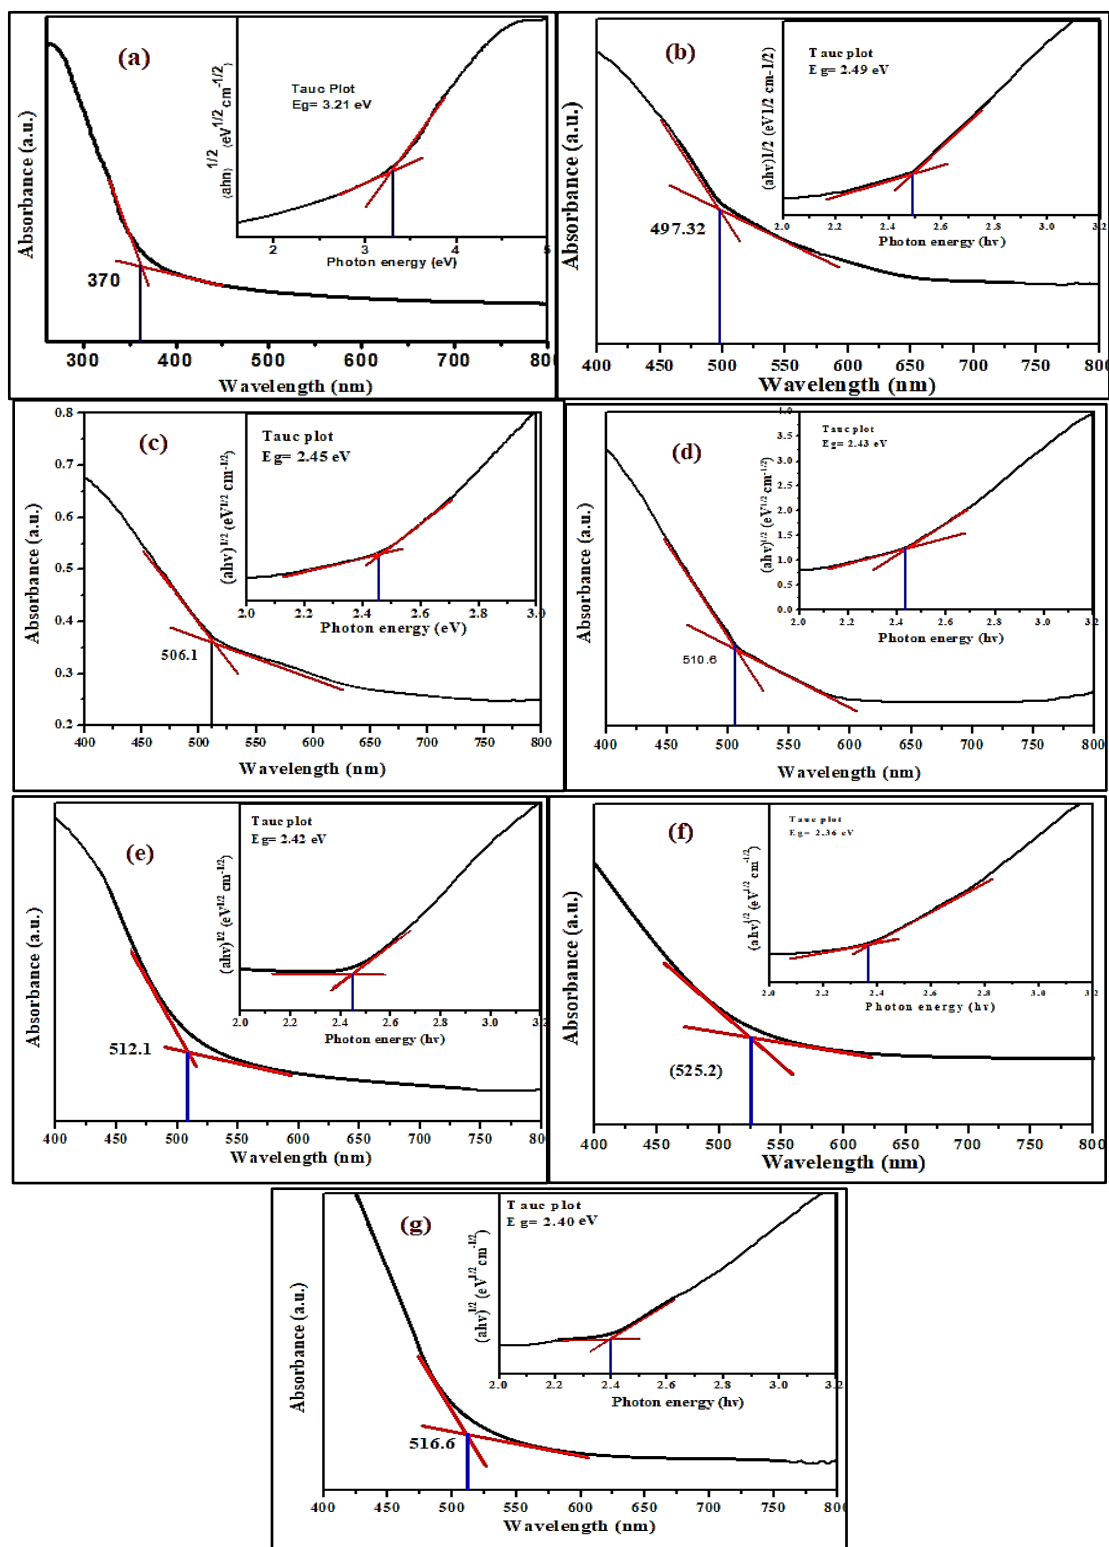 (a)
Tauc Plot
Eg= 3.21 eV
(ahn)^1/2 (eV^1/2 cm^-1/2)
2 3 4 5
Photon energy (eV)
370
Absorbance (a.u.)
300 400 500 600 700 800
Wavelength (nm)
(b)
Tauc plot
Eg= 2.49 eV
(ahv)1/2 (eV1/2 cm-1/2)
2.0 2.2 2.4 2.6 2.8 3.0 3.2
Photon energy (hv)
497.32
Absorbance (a.u.)
400 450 500 550 600 650 700 750 800
Wavelength (nm)
(c)
Tauc plot
Eg= 2.45 eV
(ahv)^1/2 (eV^1/2 cm^-1/2)
2.0 2.2 2.4 2.6 2.8 3.0
Photon energy (eV)
506.1
Absorbance (a.u.)
0.8
0.7
0.6
0.5
0.4
0.3
0.2
400 450 500 550 600 650 700 750 800
Wavelength (nm)
(d)
Tauc plot
Eg= 2.43 eV
(ahv)^1/2 (eV^1/2 cm^-1/2)
4.0
3.5
3.0
2.5
2.0
1.5
1.0
0.5
0.0
2.0 2.2 2.4 2.6 2.8 3.0 3.2
Photon energy (hv)
510.6
Absorbance (a.u.)
400 450 500 550 600 650 700 750 800
Wavelength (nm)
(e)
Tauc plot
Eg= 2.42 eV
(ahv)^1/2 (eV^1/2 cm^-1/2)
2.0 2.2 2.4 2.6 2.8 3.0 3.2
Photon energy (hv)
512.1
Absorbance (a.u.)
400 450 500 550 600 650 700 750 800
Wavelength (nm)
(f)
Tauc plot
Eg= 2.36 eV
(ahv)^1/2 (eV^1/2 cm^-1/2)
2.0 2.2 2.4 2.6 2.8 3.0 3.2
Photon energy (hv)
(525.2)
Absorbance (a.u.)
400 450 500 550 600 650 700 750 800
Wavelength (nm)
(g)
Tauc plot
Eg= 2.40 eV
(ahv)^1/2 (eV^1/2 cm^-1/2)
2.0 2.2 2.4 2.6 2.8 3.0 3.2
Photon energy (hv)
516.6
Absorbance (a.u.)
400 450 500 550 600 650 700 750 800
Wavelength (nm)